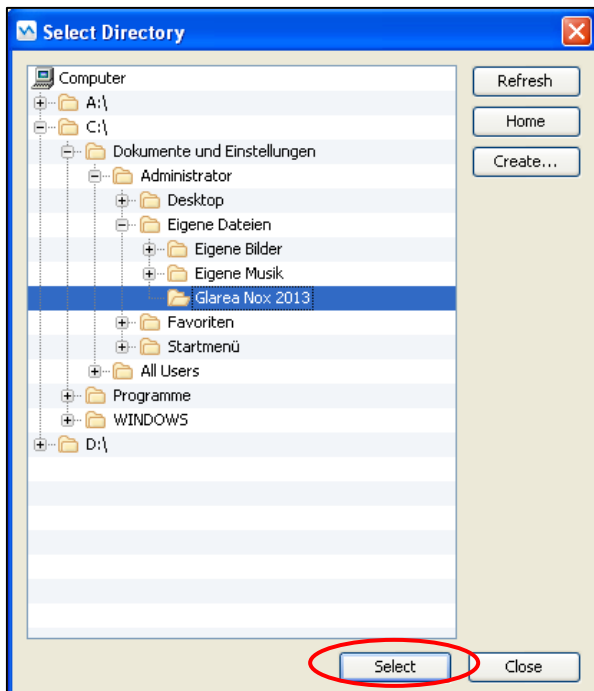 Select Directory
Computer
Refresh
A:\
C:\
Home
Dokumente und Einstellungen
Create...
Administrator
Desktop
Eigene Dateien
Eigene Bilder
Eigene Musik
Glarea Nox 2013
Favoriten
Startmenü
All Users
Programme
WINDOWS
D:\
Select
Close